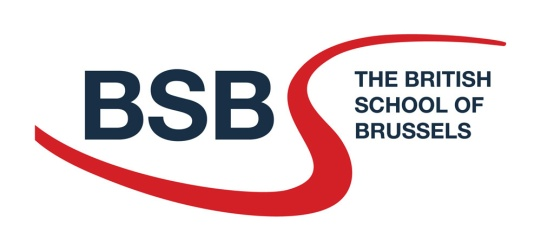 BSB
THE BRITISH
SCHOOL OF
BRUSSELS